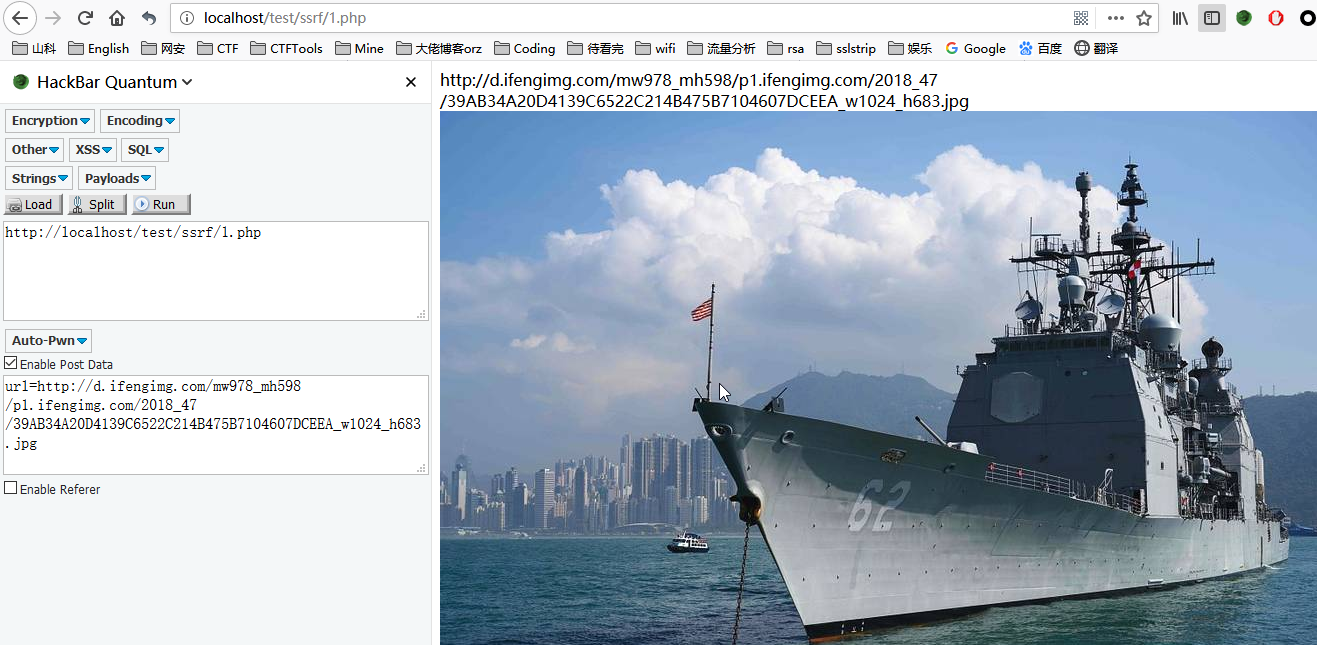 localhost/test/ssrf/1.php
山科 English 网安 CTF CTFTools Mine 大佬博客orz Coding 待看完 wifi 流量分析 rsa sslstrip 娱乐 Google 百度 翻译
HackBar Quantum
Encryption Encoding
Other XSS SQL
Strings Payloads
Load Split Run
http://localhost/test/ssrf/1.php
Auto-Pwn
Enable Post Data
url=http://d.ifengimg.com/mw978_mh598
/p1.ifengimg.com/2018_47
/39AB34A20D4139C6522C214B475B7104607DCEEA_w1024_h683
.jpg
Enable Referer
http://d.ifengimg.com/mw978_mh598/p1.ifengimg.com/2018_47
/39AB34A20D4139C6522C214B475B7104607DCEEA_w1024_h683.jpg
62